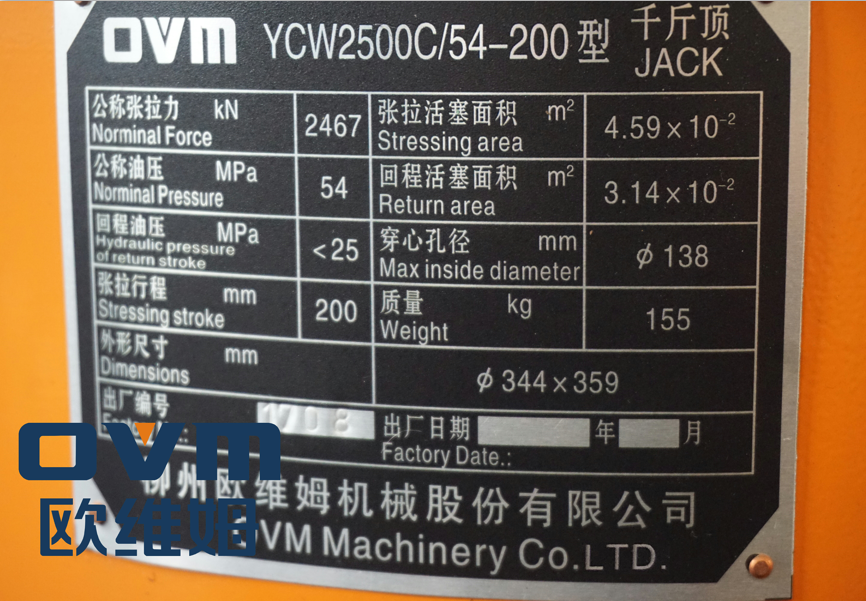 OVM YCW2500C/54-200型 千斤顶
JACK
公称张拉力 kN
Norminal Force
2467
张拉活塞面积 m²
Stressing area
4.59×10⁻²
公称油压 MPa
Norminal Pressure
54
回程活塞面积 m²
Return area
3.14×10⁻²
回程油压 MPa
Hydraulic pressure
of return stroke
<25
穿心孔径 mm
Max inside diameter
ϕ138
张拉行程 mm
Stressing stroke
200
质量 kg
Weight
155
外形尺寸 mm
Dimensions
ϕ344×359
出厂编号
1708
出厂日期 年 月
Factory Date.:
柳州欧维姆机械股份有限公司
OVM Machinery Co.LTD.
OVM
欧维姆